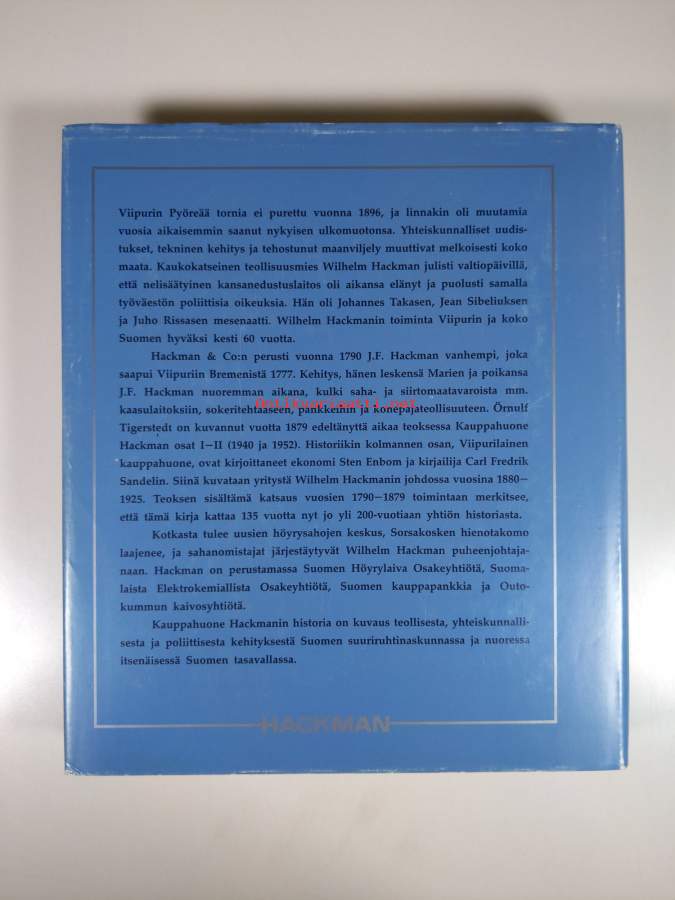 Viipurin Pyöreää tornia ei purettu vuonna 1896, ja linnakin oli muutamia
vuosia aikaisemmin saanut nykyisen ulkomuotonsa. Yhteiskunnalliset uudis-
tukset, tekninen kehitys ja tehostunut maanviljely muuttivat melkoisesti koko
maata. Kaukokatseinen teollisuusmies Wilhelm Hackman julisti valtiopäivillä,
että nelisäätyinen kansanedustuslaitos oli aikansa elänyt ja puolusti samalla
työväestön poliittisia oikeuksia. Hän oli Johannes Takasen, Jean Sibeliuksen
ja Juho Rissasen mesenaatti. Wilhelm Hackmanin toiminta Viipurin ja koko
Suomen hyväksi kesti 60 vuotta.
Hackman & Co:n perusti vuonna 1790 J.F. Hackman vanhempi, joka
saapui Viipuriin Bremenistä 1777. Kehitys, hänen leskensä Marien ja poikansa
J.F. Hackman nuoremman aikana, kulki saha- ja siirtomaatavaroista mm.
Antikvariaatti.net
kaasulaitoksiin, sokeritehtaaseen, pankkeihin ja konepajateollisuuteen. Örnulf
Tigerstedt on kuvannut vuotta 1879 edeltänyttä aikaa teoksessa Kauppahuone
Hackman osat I–II (1940 ja 1952). Historiikin kolmannen osan, Viipurilainen
kauppahuone, ovat kirjoittaneet ekonomi Sten Enbom ja kirjailija Carl Fredrik
Sandelin. Siinä kuvataan yritystä Wilhelm Hackmanin johdossa vuosina 1880–
1925. Teoksen sisältämä katsaus vuosien 1790–1879 toimintaan merkitsee,
että tämä kirja kattaa 135 vuotta nyt jo yli 200-vuotiaan yhtiön historiasta.
Kotkasta tulee uusien höyrysahojen keskus, Sorsakosken hienotakomo
laajenee, ja sahanomistajat järjestäytyvät Wilhelm Hackman puheenjohtaja-
naan. Hackman on perustamassa Suomen Höyrylaiva Osakeyhtiötä, Suoma-
laista Elektrokemiallista Osakeyhtiötä, Suomen kauppapankkia ja Outo-
kummun kaivosyhtiötä.
Kauppahuone Hackmanin historia on kuvaus teollisesta, yhteiskunnalli-
sesta ja poliittisesta kehityksestä Suomen suuriruhtinaskunnassa ja nuoressa
itsenäisessä Suomen tasavallassa.
HACKMAN